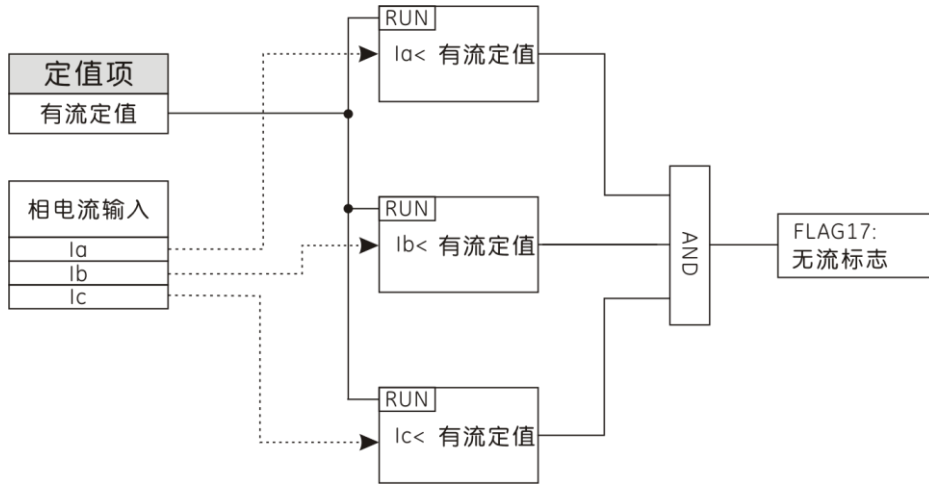 定值项
有流定值
相电流输入
Ia
Ib
Ic
RUN
Ia< 有流定值
RUN
Ib< 有流定值
RUN
Ic< 有流定值
AND
FLAG17:
无流标志